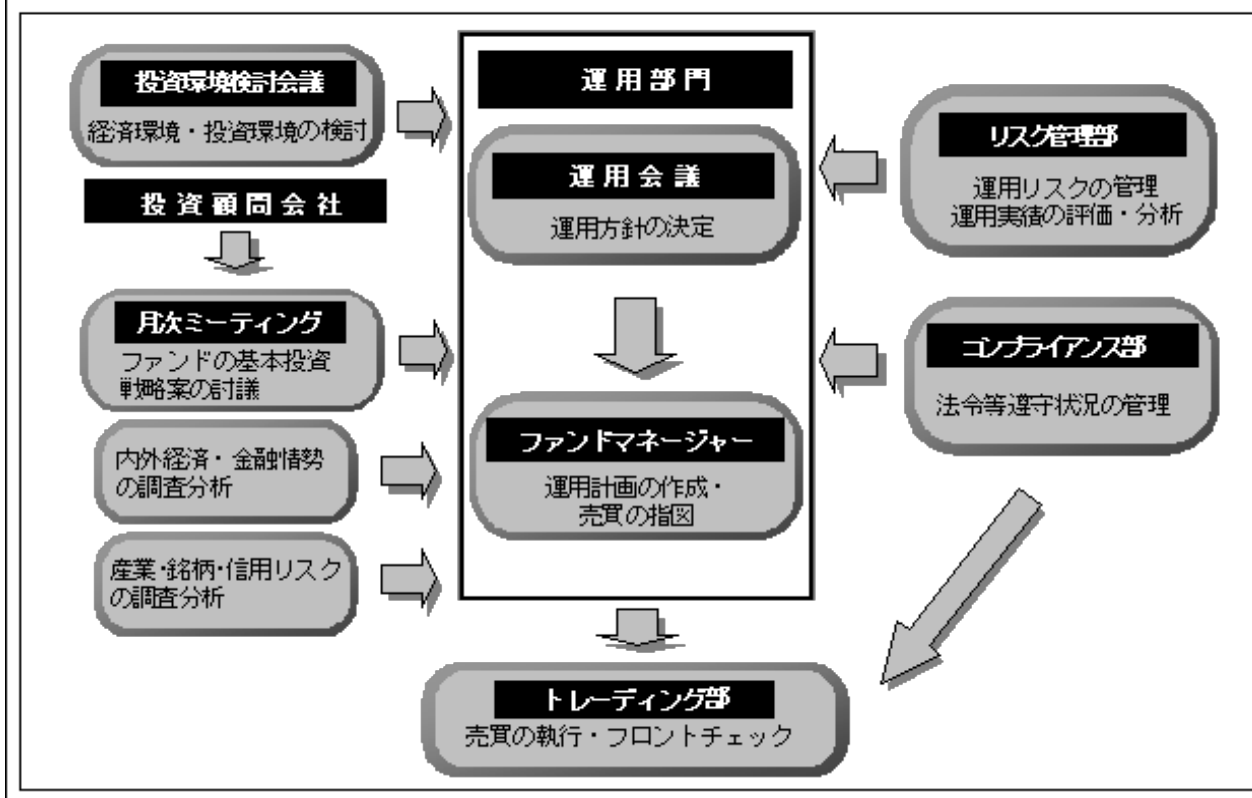 投資環境検討会議
経済環境・投資環境の検討
投資顧問会社
月次ミーティング
ファンドの基本投資
戦略案の討議
内外経済・金融情勢
の調査分析
産業・銘柄・信用リスク
の調査分析
運用部門
運用会議
運用方針の決定
ファンドマネージャー
運用計画の作成・
売買の指図
リスク管理部
運用リスクの管理
運用実績の評価・分析
コンプライアンス部
法令等遵守状況の管理
トレーディング部
売買の執行・フロントチェック